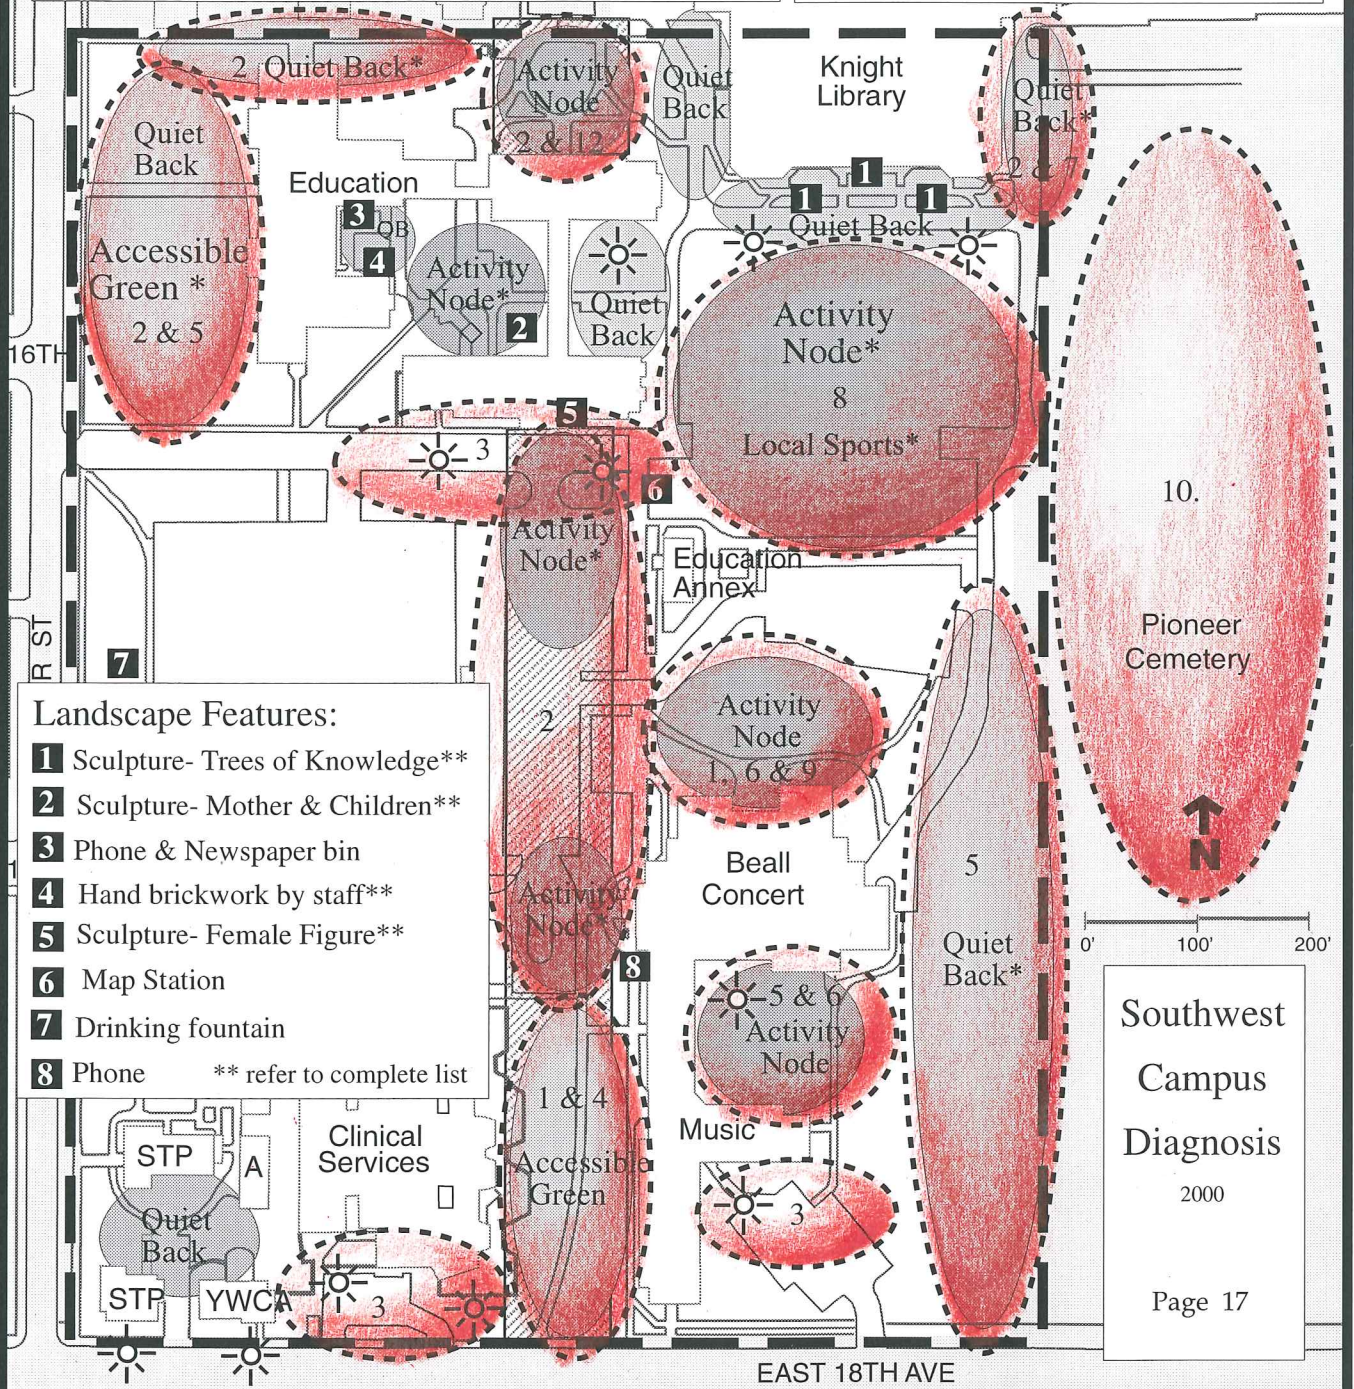 2 Quiet Back*
Activity
Node
2 & 12
Quiet
Back
Knight
Library
Quiet
Back*
2 & 7
Quiet
Back
Accessible
Green *
2 & 5
Education
3
QB
4
Activity
Node*
2
Quiet
Back
1
1
1
Quiet Back
Activity
Node*
8
Local Sports*
10.
Pioneer
Cemetery
N
0' 100' 200'
16TH
5
3
6
Activity
Node*
Education
Annex
R ST
7
2
Activity
Node
1, 6 & 9
Landscape Features:
1 Sculpture- Trees of Knowledge**
2 Sculpture- Mother & Children**
3 Phone & Newspaper bin
4 Hand brickwork by staff**
5 Sculpture- Female Figure**
6 Map Station
7 Drinking fountain
8 Phone ** refer to complete list
Activity
Node*
8
Beall
Concert
5
Quiet
Back*
5 & 6
Activity
Node
1 & 4
Accessible
Green
Music
3
Clinical
Services
STP
A
Quiet
Back
STP
YWCA
3
EAST 18TH AVE
Southwest
Campus
Diagnosis
2000
Page 17